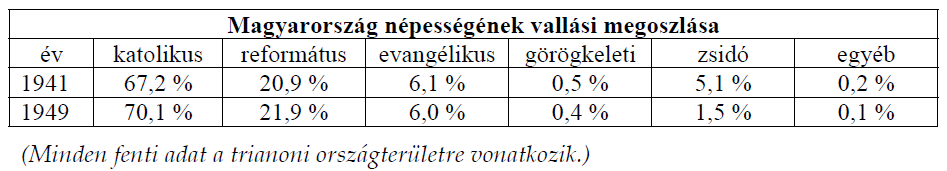 Magyarország népességének vallási megoszlása
év katolikus református evangélikus görögkeleti zsidó egyéb
1941 67,2 % 20,9 % 6,1 % 0,5 % 5,1 % 0,2 %
1949 70,1 % 21,9 % 6,0 % 0,4 % 1,5 % 0,1 %
(Minden fenti adat a trianoni országterületre vonatkozik.)